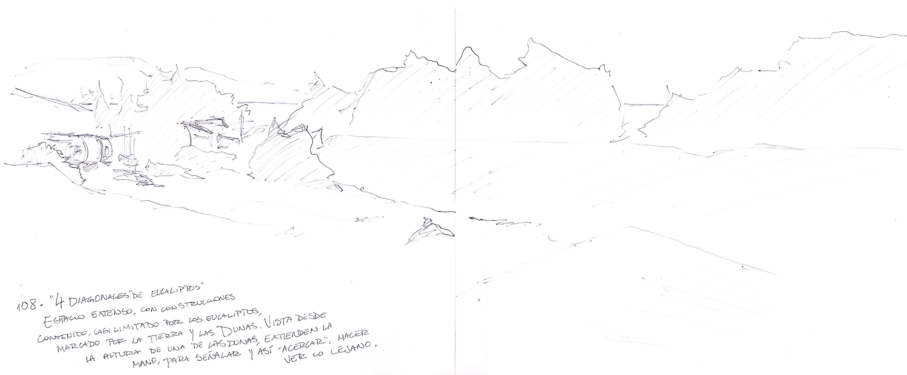 108. "4 DIAGONALES" DE EUCALIPTOS"
ESPACIO EXTENSO, CON CONSTRUCCIONES
CONTENIDO, CASI LIMITADO POR LOS EUCALIPTOS,
MARCADO POR LA TIERRA Y LAS DUNAS. VISTA DESDE
LA ALTURA DE UNA DE LAS DUNAS, EXTIENDEN LA
MANO, PARA SEÑALAR Y ASÍ "ACERCAR", HACER
VER LO LEJANO.